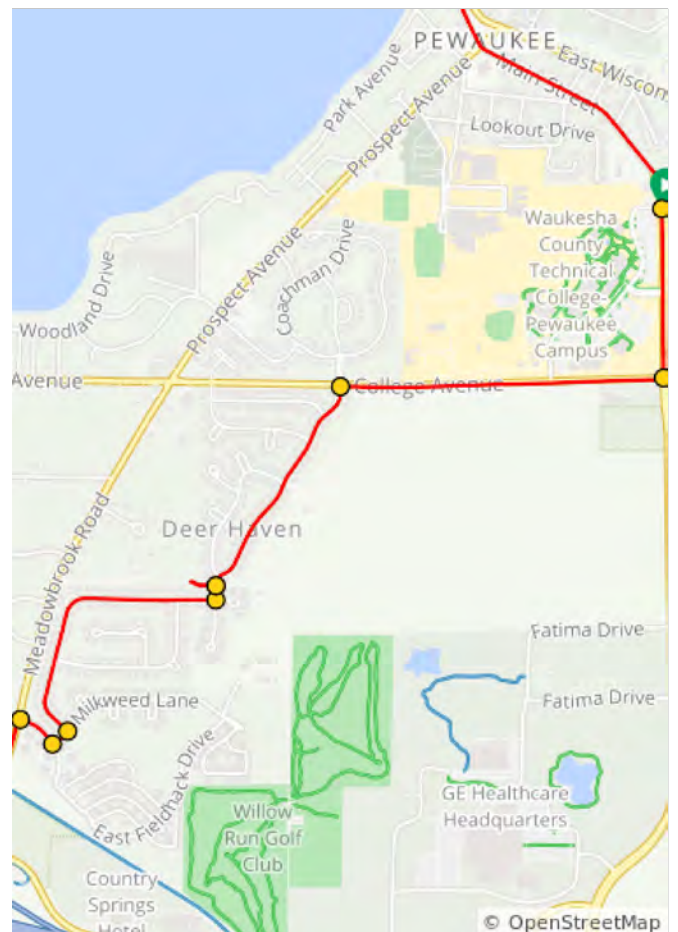 PEWAUKEE
East Wiscon
Main Street
Park Avenue
Prospect Avenue
Lookout Drive
Waukesha
County
Technical
College-
Pewaukee
Campus
Coachman Drive
Woodland Drive
Prospect Avenue
Avenue
College Avenue
Deer Haven
Meadowbrook Road
Fatima Drive
Milkweed Lane
Fatima Drive
East Fieldhack Drive
GE Healthcare
Headquarters
Willow
Run Golf
Club
Country
Springs
Hotel
© OpenStreetMap